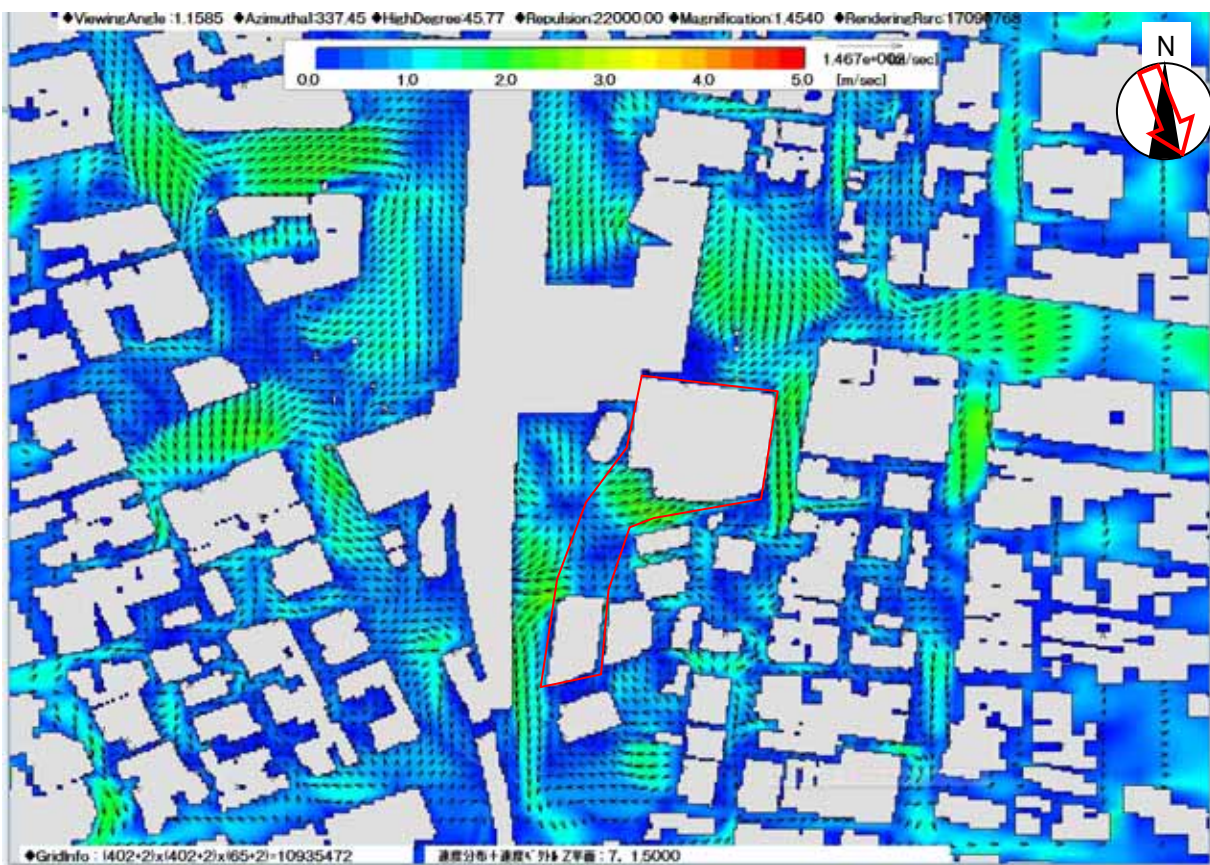 ◆ViewingAngle :1.1585 ◆Azimuthal:337.45 ◆HighDegree:45.77 ◆Repulsion:22000.00 ◆Magnification:1.4540 ◆RenderingRsrc:17090768
0.0 1.0 2.0 3.0 4.0 5.0 [m/sec]
N
◆GridInfo : (402+2)x(402+2)x(65+2)=10935472
速度分布+速度ベクトル Z平面 : 7, 1.5000